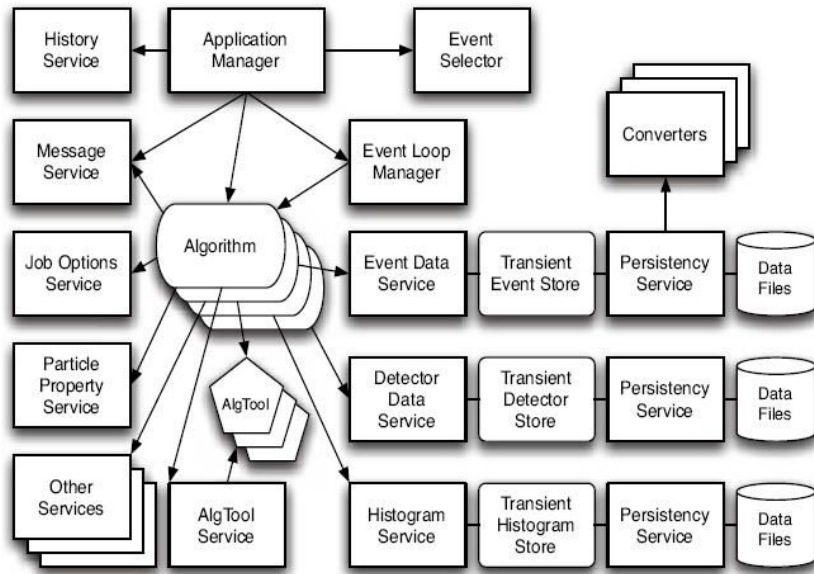 History
Service
Application
Manager
Event
Selector
Message
Service
Event Loop
Manager
Converters
Algorithm
Job Options
Service
Event Data
Service
Transient
Event Store
Persistency
Service
Data
Files
Particle
Property
Service
AlgTool
Detector
Data
Service
Transient
Detector
Store
Persistency
Service
Data
Files
Other
Services
AlgTool
Service
Histogram
Service
Transient
Histogram
Store
Persistency
Service
Data
Files